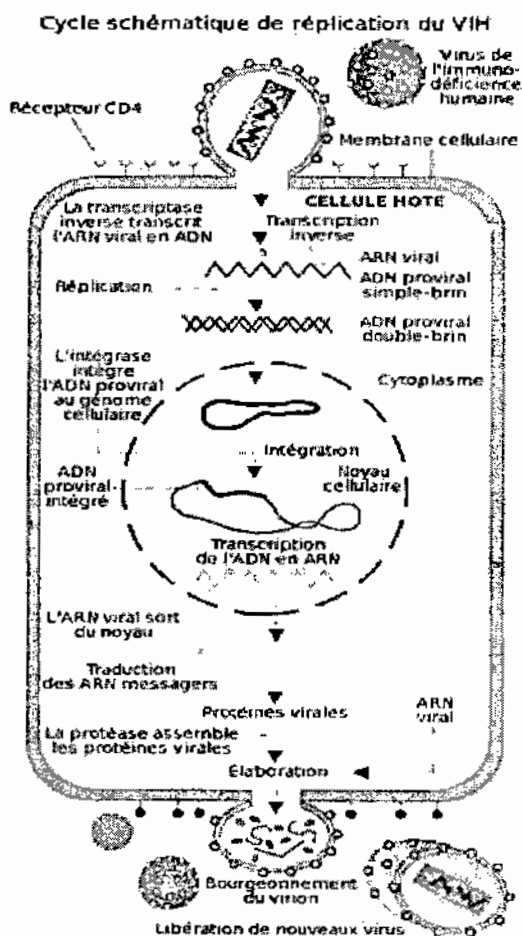 Cycle schématique de réplication du VIH
Virus de
l'immuno-
déficience
humaine
Récepteur CD4
Membrane cellulaire
CELLULE HOTE
La transcriptase
inverse transcrit
l'ARN viral en ADN
Transcription
inverse
ARN viral
ADN proviral
simple-brin
Réplication
ADN proviral
double-brin
L'intégrase
intègre
l'ADN proviral
au génome
cellulaire
Cytoplasme
Intégration
ADN
proviral
intégré
Noyau
cellulaire
Transcription
de l'ADN en ARN
L'ARN viral sort
du noyau
Traduction
des ARN messagers
Protéines virales
ARN
viral
La protéase assemble
les protéines virales
Élaboration
Bourgeonnement
du virion
Libération de nouveaux virus